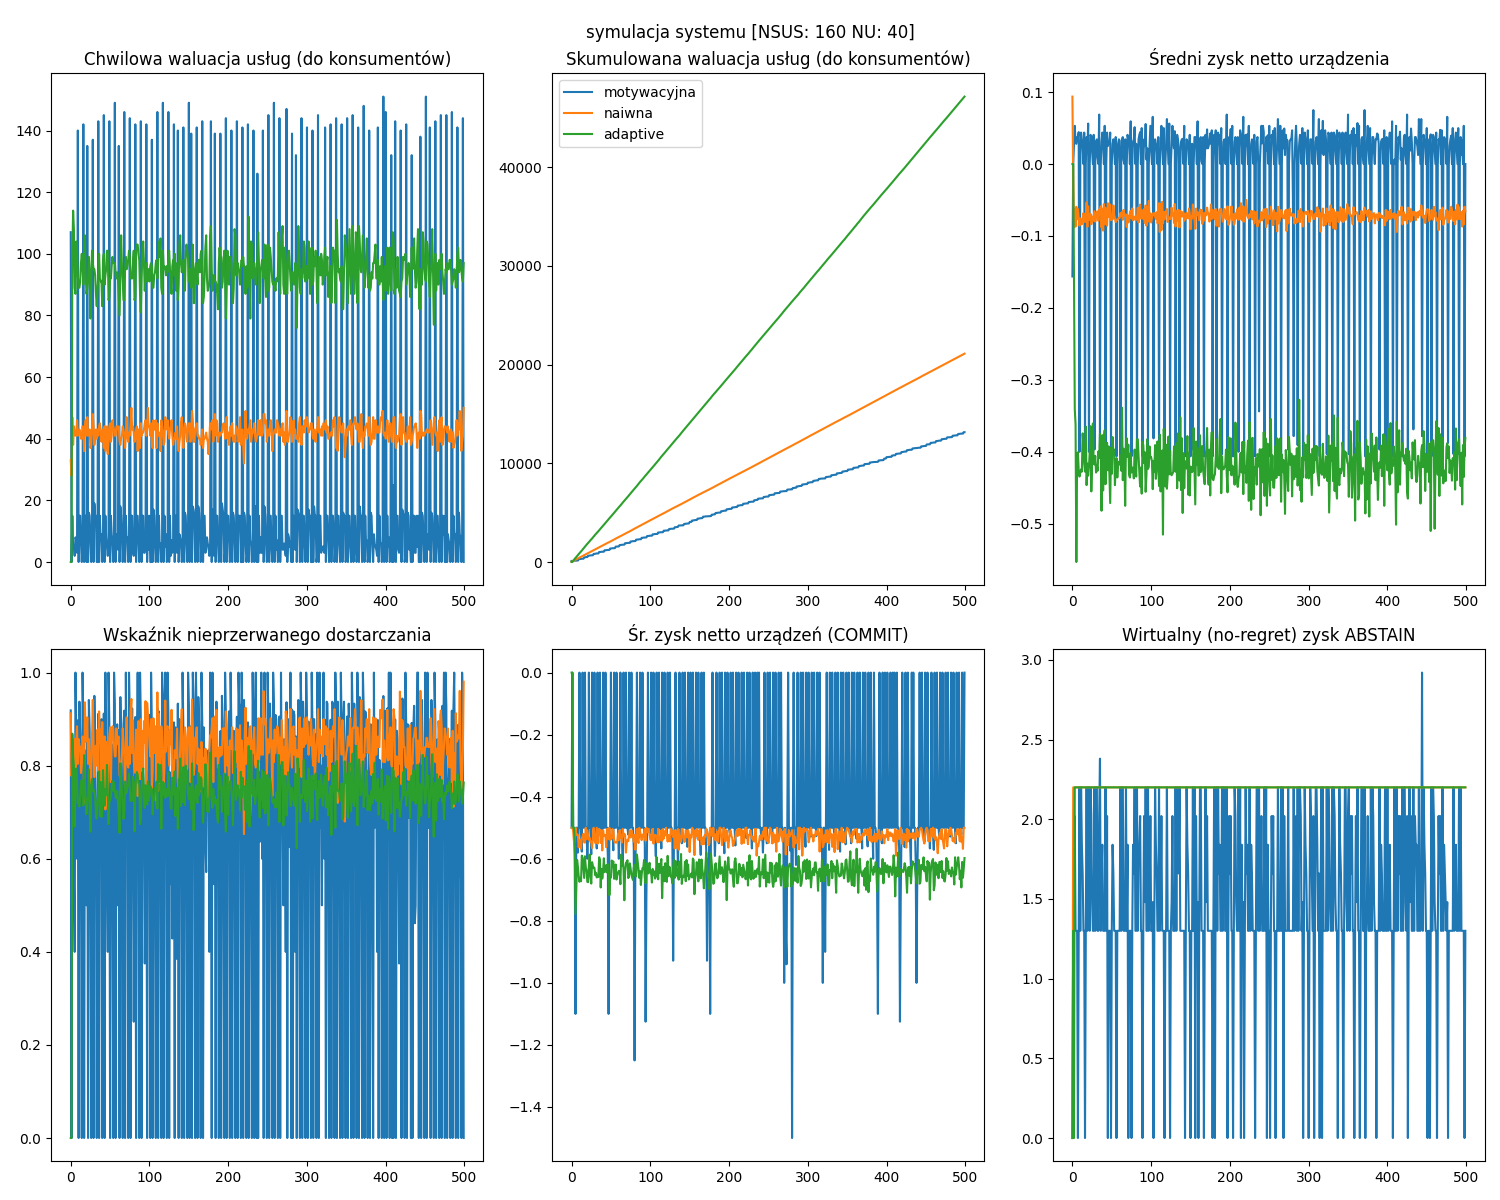 symulacja systemu [NSUS: 160 NU: 40]
Chwilowa waluacja usług (do konsumentów)
0
20
40
60
80
100
120
140
0 100 200 300 400 500
Skumulowana waluacja usług (do konsumentów)
motywacyjna
naiwna
adaptive
40000
30000
20000
10000
0
0 100 200 300 400 500
Średni zysk netto urządzenia
0.1
0.0
−0.1
−0.2
−0.3
−0.4
−0.5
0 100 200 300 400 500
Wskaźnik nieprzerwanego dostarczania
1.0
0.8
0.6
0.4
0.2
0.0
0 100 200 300 400 500
Śr. zysk netto urządzeń (COMMIT)
0.0
−0.2
−0.4
−0.6
−0.8
−1.0
−1.2
−1.4
0 100 200 300 400 500
Wirtualny (no-regret) zysk ABSTAIN
3.0
2.5
2.0
1.5
1.0
0.5
0.0
0 100 200 300 400 500